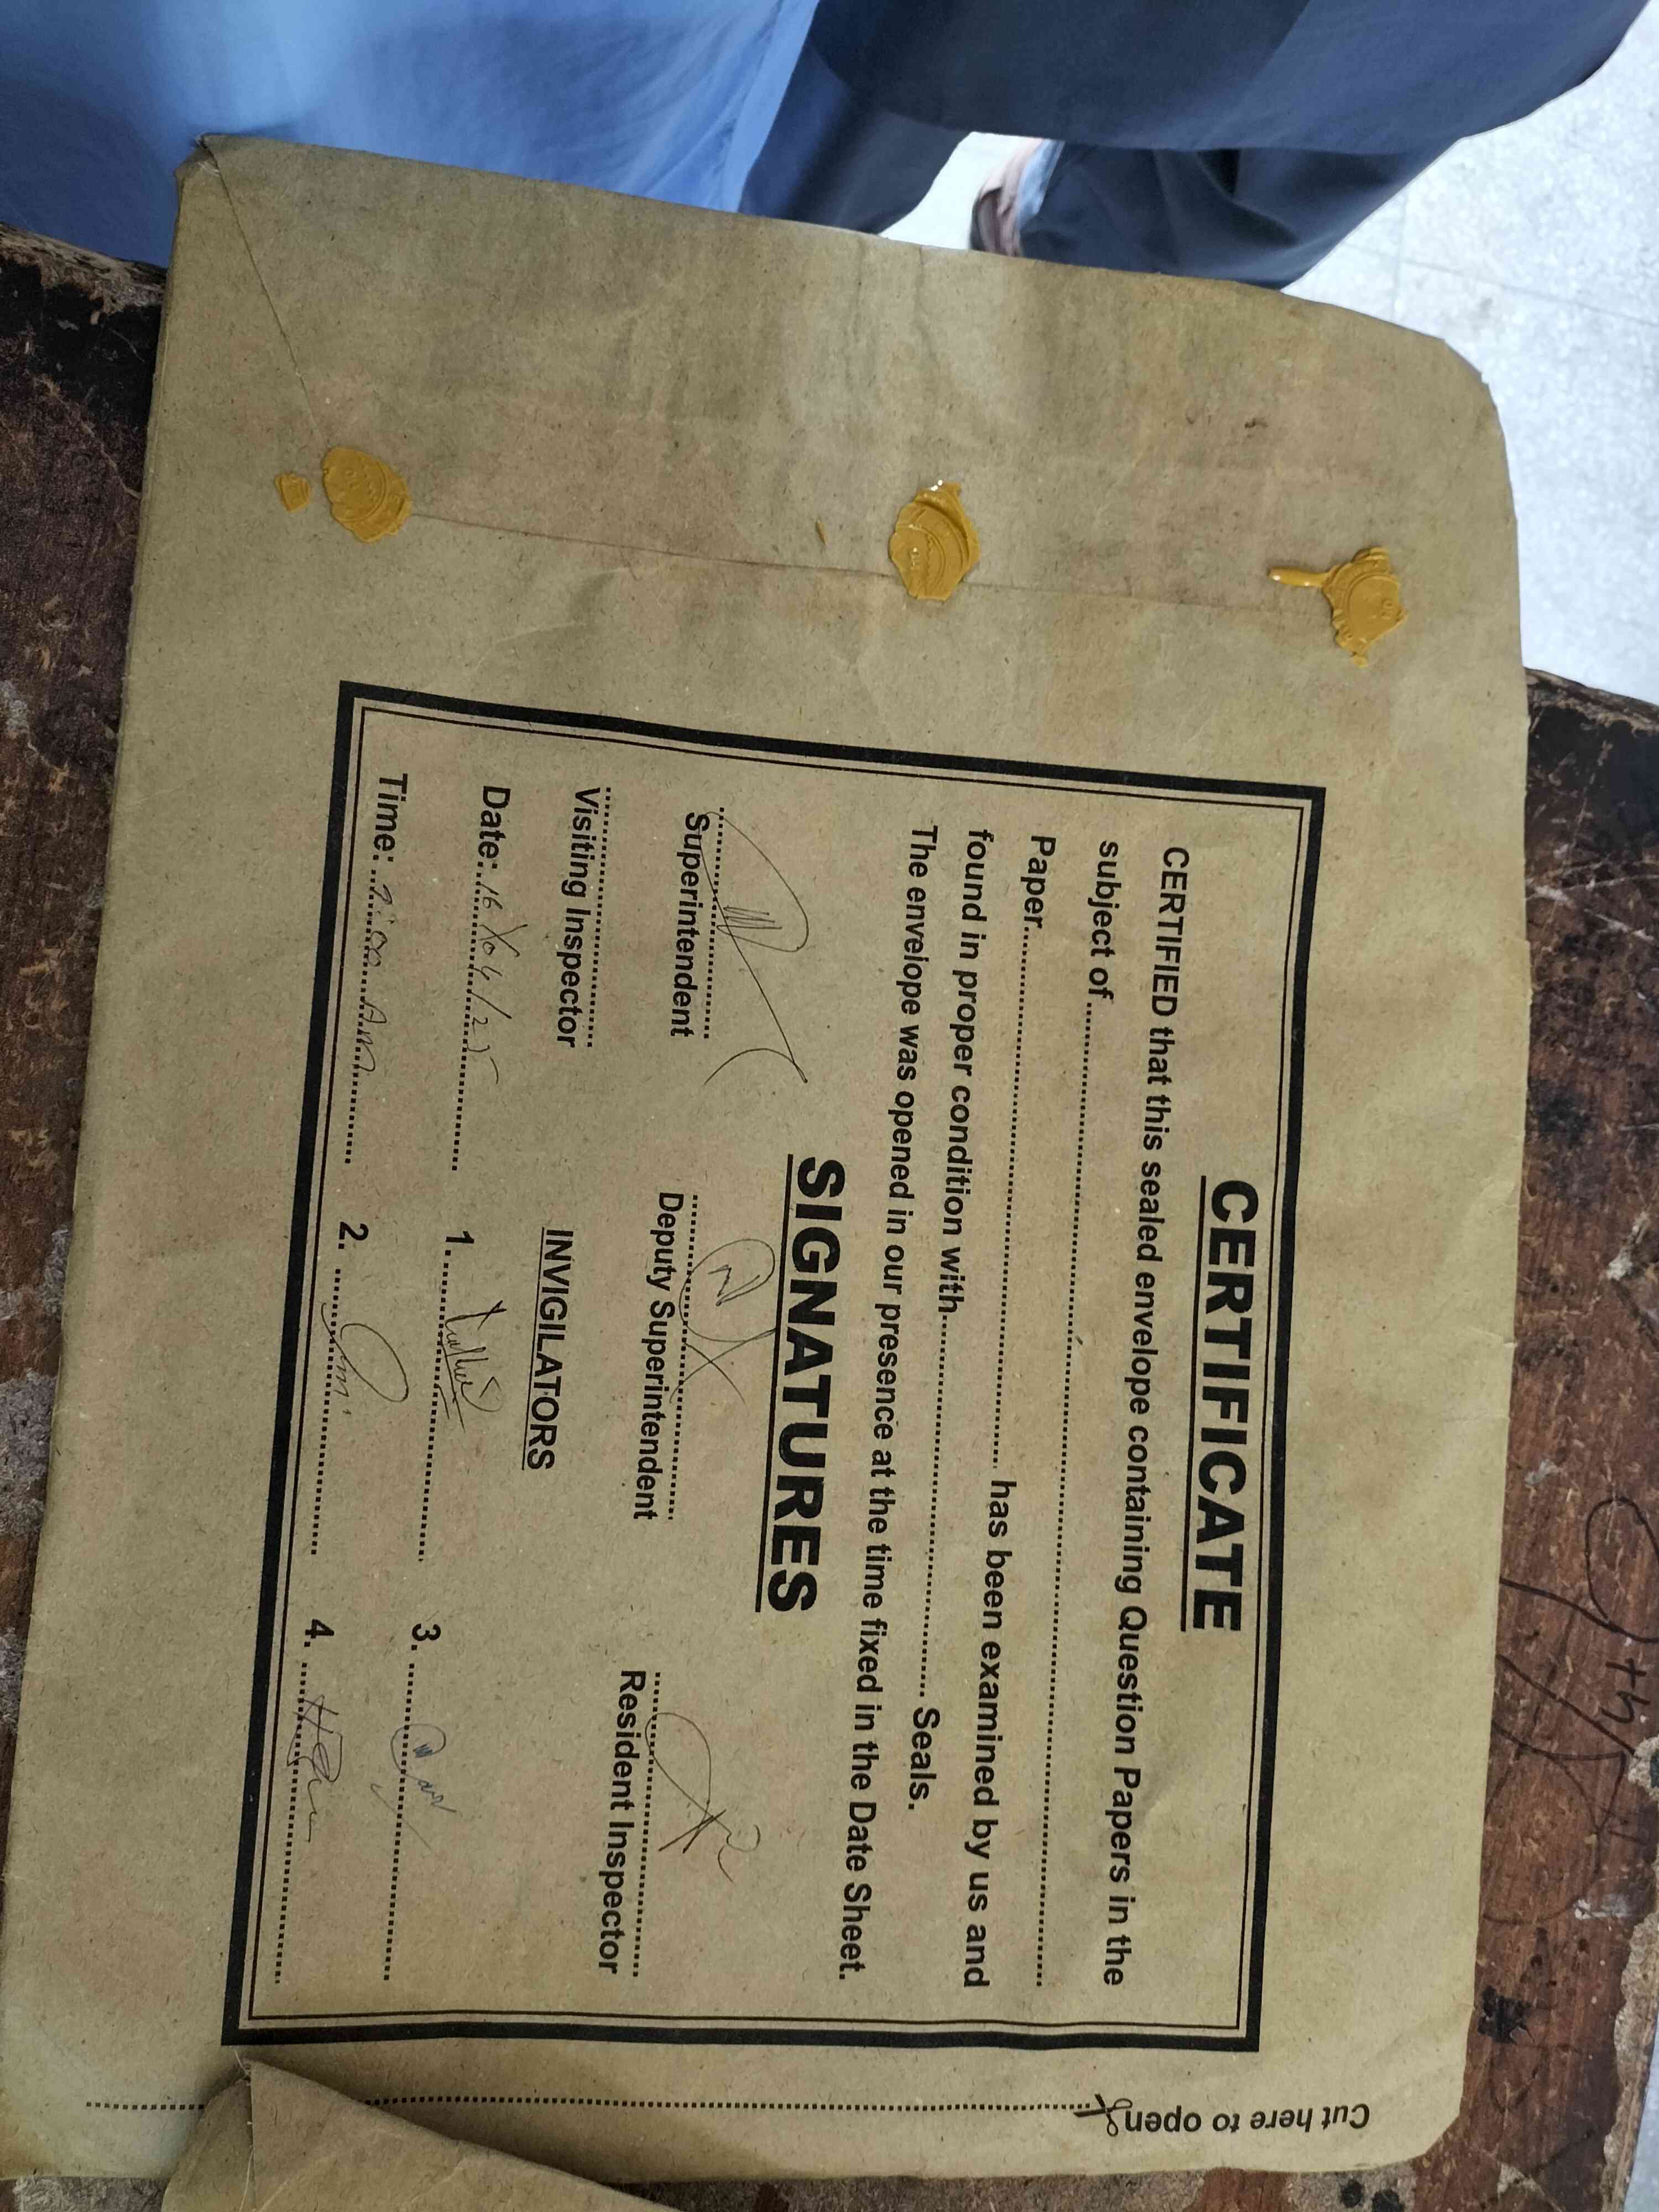 CERTIFICATE
CERTIFIED that this sealed envelope containing Question Papers in the
subject of..........
Paper.......... has been examined by us and
found in proper condition with.......... Seals.
The envelope was opened in our presence at the time fixed in the Date Sheet.
SIGNATURES
Superintendent
Deputy Superintendent
Resident Inspector
Visiting Inspector
INVIGILATORS
Date: 16/04/25
1.
3.
Time: AM
2.
4.
Cut here to open